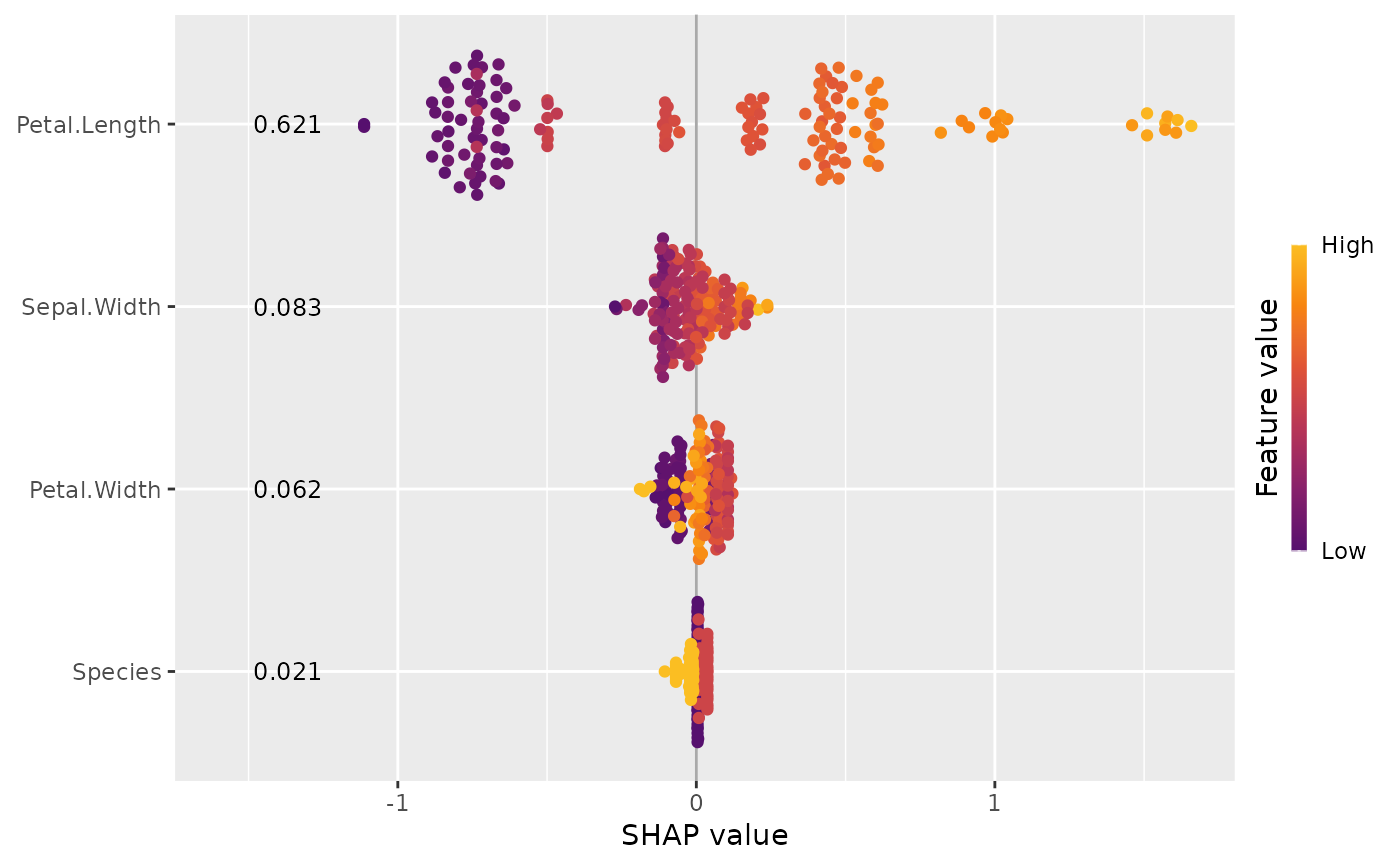 Petal.Length
0.621
Sepal.Width
0.083
Petal.Width
0.062
Species
0.021
-1
0
1
SHAP value
High
Feature value
Low